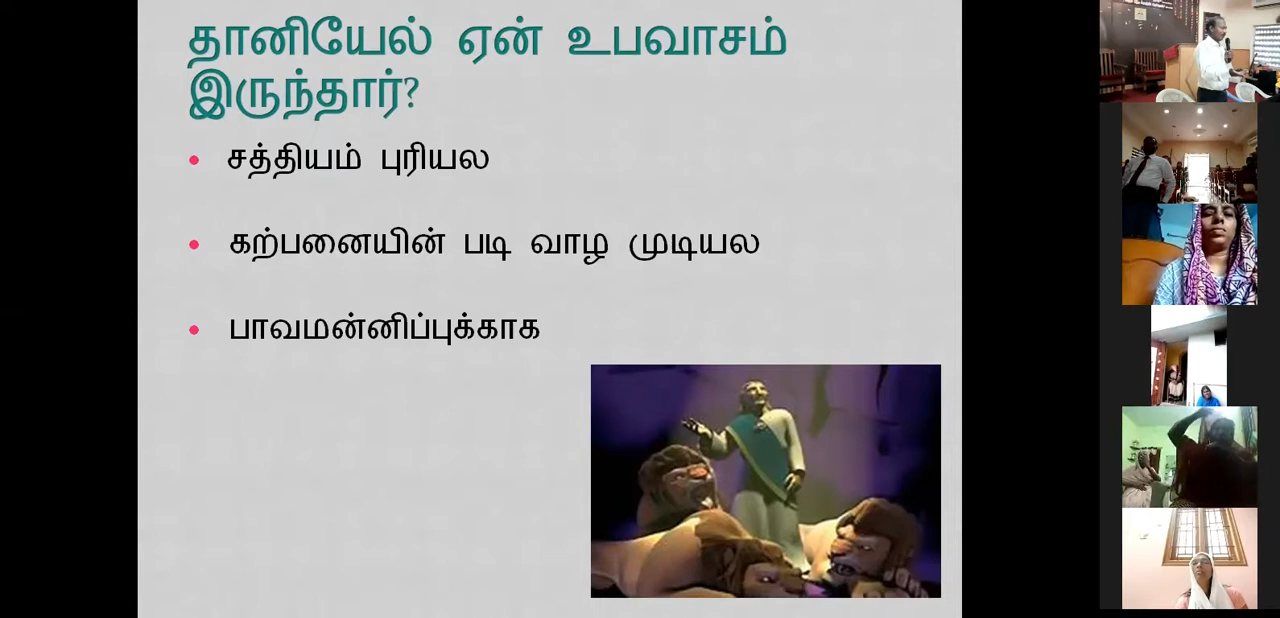 தானியேல் ஏன் உபவாசம்
இருந்தார்?
• சத்தியம் புரியல
• கற்பனையின் படி வாழ முடியல
• பாவமன்னிப்புக்காக